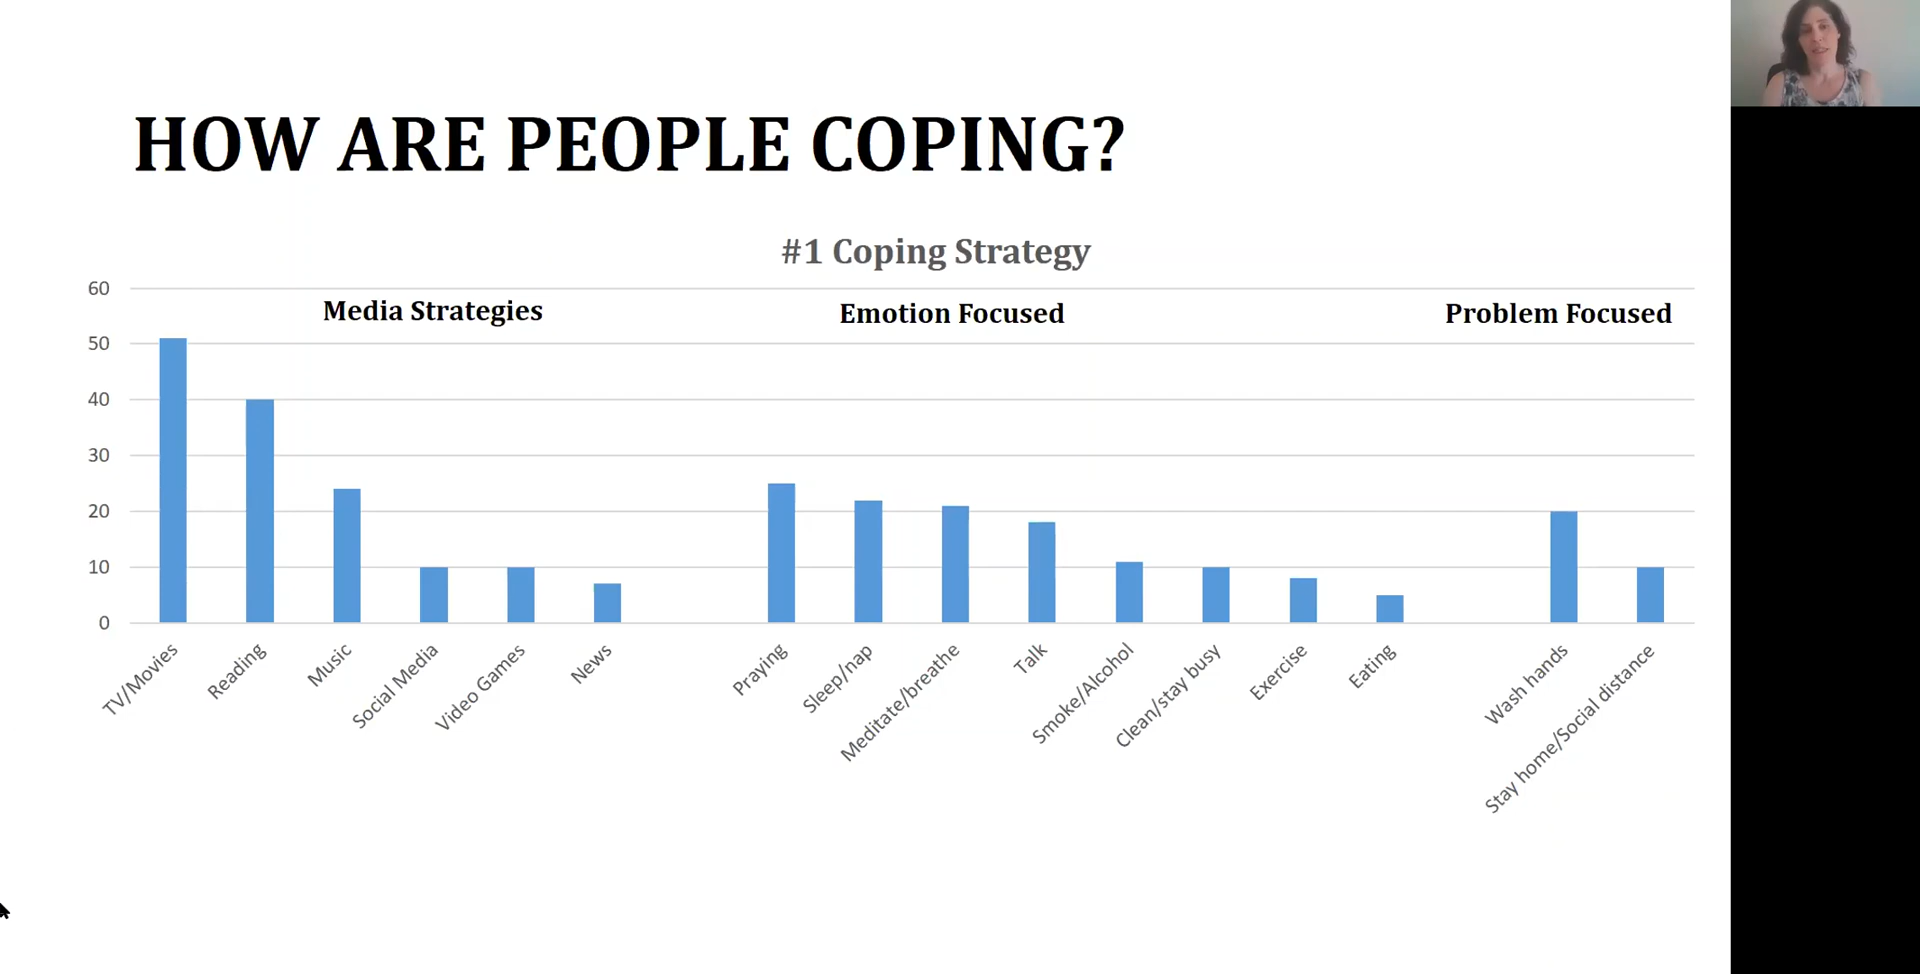 HOW ARE PEOPLE COPING?
#1 Coping Strategy
Media Strategies
Emotion Focused
Problem Focused
60
50
40
30
20
10
0
TV/Movies
Reading
Music
Social Media
Video Games
News
Praying
Sleep/nap
Meditate/breathe
Talk
Smoke/Alcohol
Clean/stay busy
Exercise
Eating
Wash hands
Stay home/Social distance